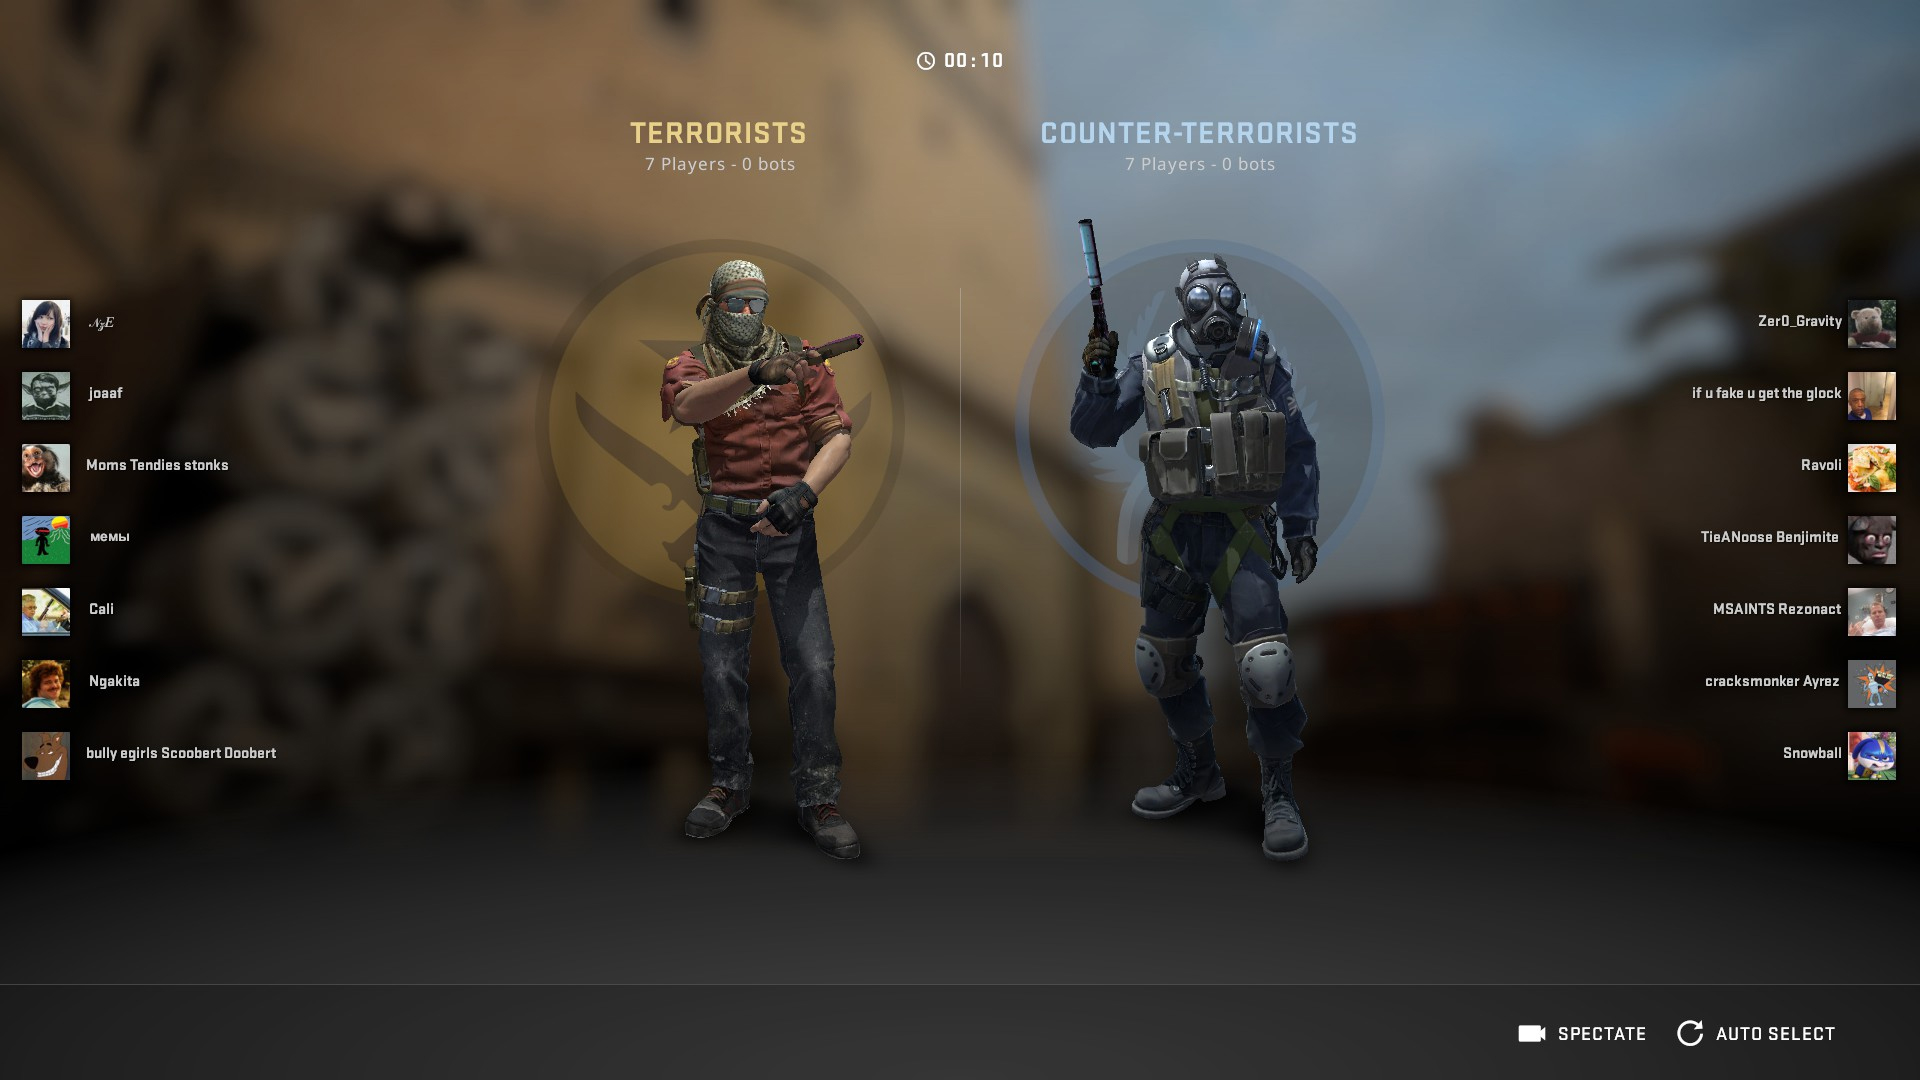 00:10
TERRORISTS
7 Players - 0 bots
COUNTER-TERRORISTS
7 Players - 0 bots
𝒩𝓏𝐸
joaaf
Moms Tendies stonks
мемы
Cali
Ngakita
bully egirls Scoobert Doobert
Zer0_Gravity
if u fake u get the glock
Ravoli
TieANoose Benjimite
MSAINTS Rezonact
cracksmonker Ayrez
Snowball
SPECTATE
AUTO SELECT